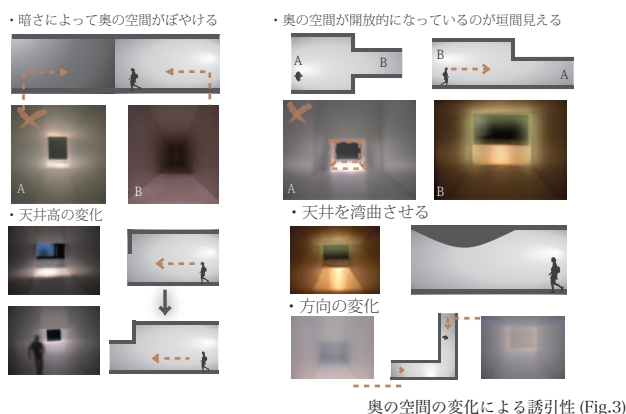 ・暗さによって奥の空間がぼやける
A
B
・天井高の変化
・奥の空間が開放的になっているのが垣間見える
A
B
B
A
A
B
・天井を湾曲させる
・方向の変化
奥の空間の変化による誘引性 (Fig.3)